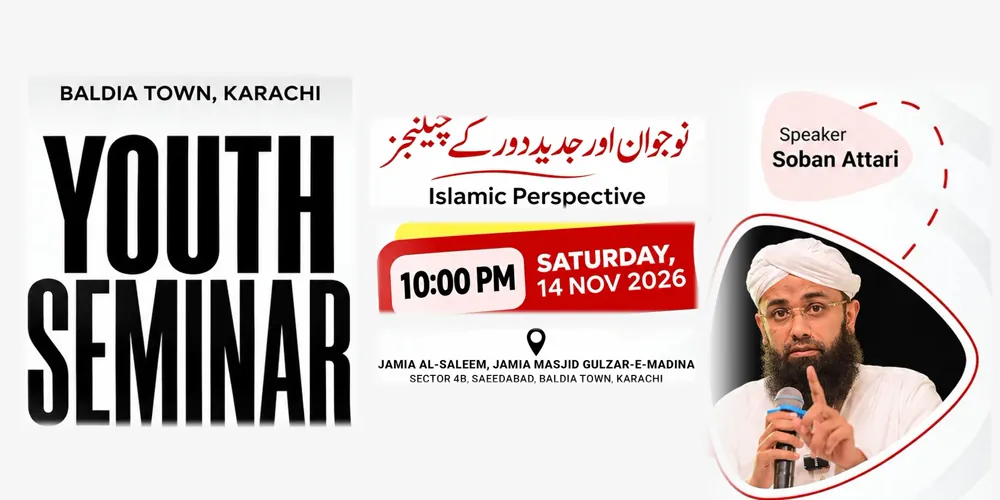 BALDIA TOWN, KARACHI
YOUTH
SEMINAR
نوجوان اور جدید دور کے چیلنجز
Islamic Perspective
10:00 PM
SATURDAY,
14 NOV 2026
JAMIA AL-SALEEM, JAMIA MASJID GULZAR-E-MADINA
SECTOR 4B, SAEEDABAD, BALDIA TOWN, KARACHI
Speaker
Soban Attari